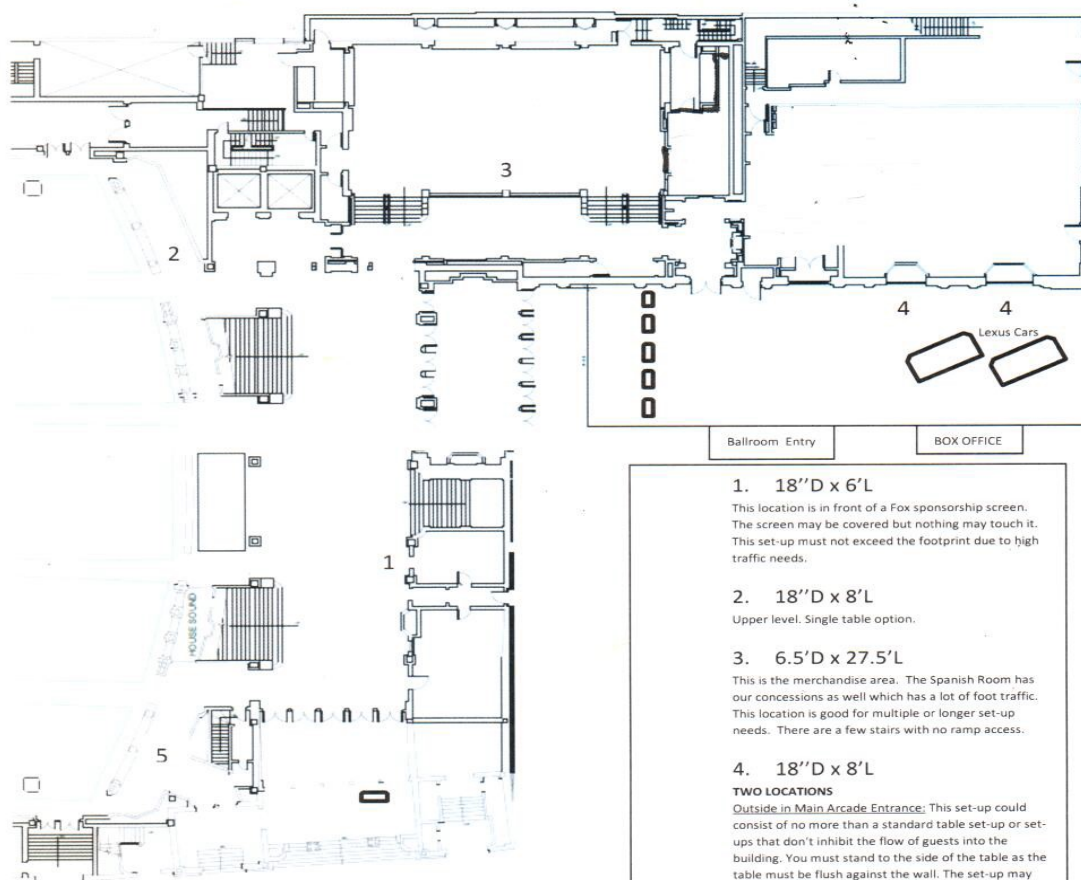 3
2
4
4
Lexus Cars
Ballroom Entry
BOX OFFICE
1
HOUSE SOUND
5
1. 18’’D x 6’L
This location is in front of a Fox sponsorship screen.
The screen may be covered but nothing may touch it.
This set-up must not exceed the footprint due to high
traffic needs.
2. 18’’D x 8’L
Upper level. Single table option.
3. 6.5’D x 27.5’L
This is the merchandise area. The Spanish Room has
our concessions as well which has a lot of foot traffic.
This location is good for multiple or longer set-up
needs. There are a few stairs with no ramp access.
4. 18’’D x 8’L
TWO LOCATIONS
Outside in Main Arcade Entrance: This set-up could
consist of no more than a standard table set-up or set-
ups that don't inhibit the flow of guests into the
building. You must stand to the side of the table as the
table must be flush against the wall. The set-up may